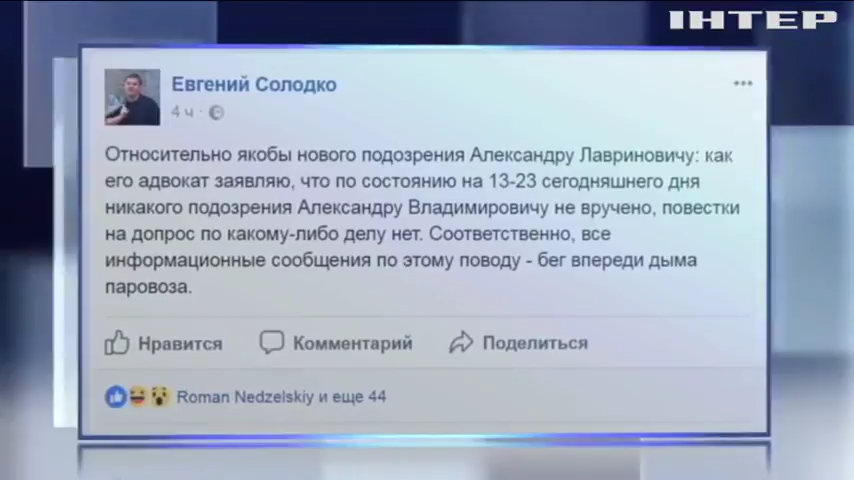 ІНТЕР
Евгений Солодко
4 ч ·
Относительно якобы нового подозрения Александру Лавриновичу: как
его адвокат заявляю, что по состоянию на 13-23 сегодняшнего дня
никакого подозрения Александру Владимировичу не вручено, повестки
на допрос по какому-либо делу нет. Соответственно, все
информационные сообщения по этому поводу - бег впереди дыма
паровоза.
Нравится Комментарий Поделиться
Roman Nedzelskiy и еще 44